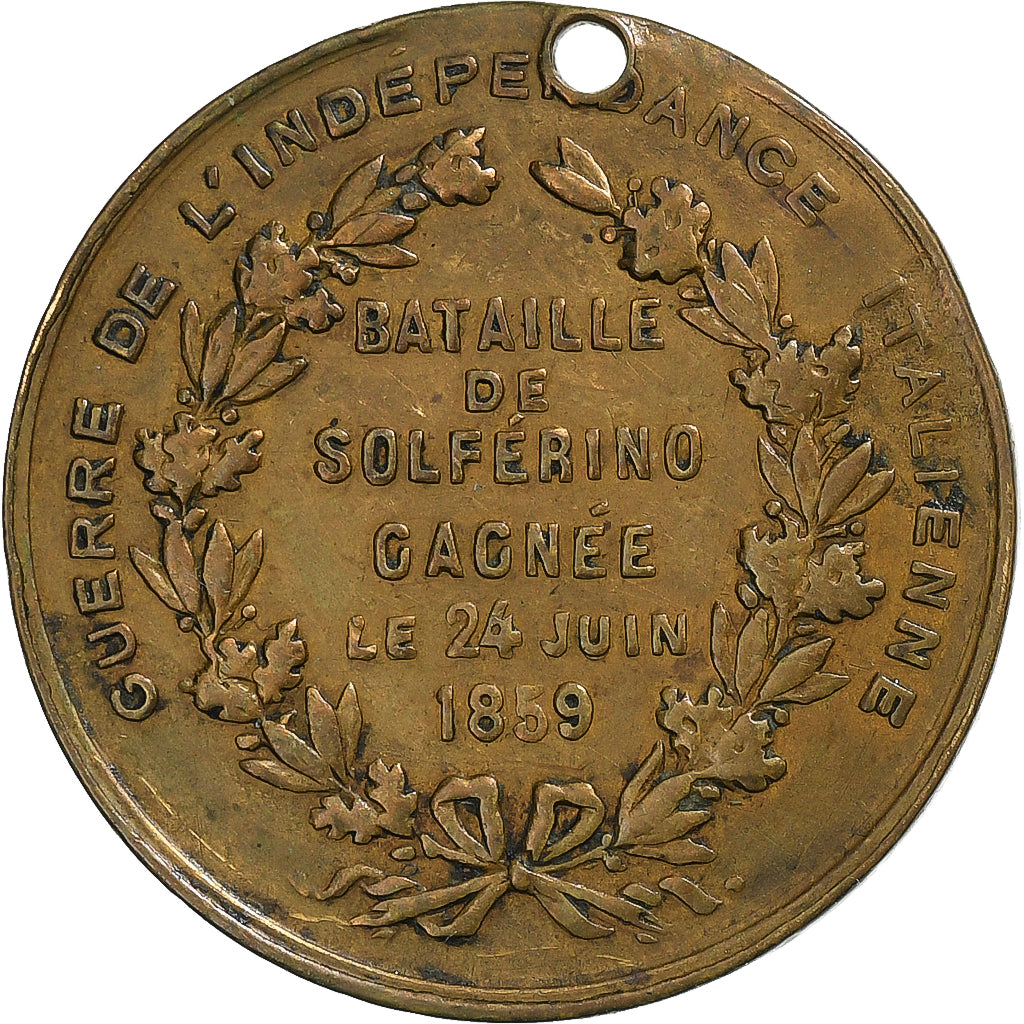 GUERRE DE L'INDÉPENDANCE ITALIENNE
BATAILLE
DE
SOLFÉRINO
GAGNÉE
LE 24 JUIN
1859